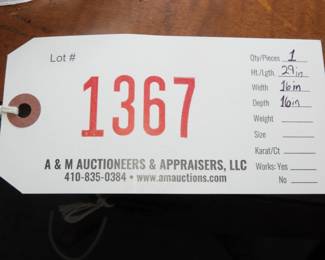 Lot #
1367
A & M AUCTIONEERS & APPRAISERS, LLC
410-835-0384 • www.amauctions.com
Qty/Pieces 1
Ht./Lgth 29in
Width 16in
Depth 16in
Weight
Size
Karat/Ct
Works: Yes
No